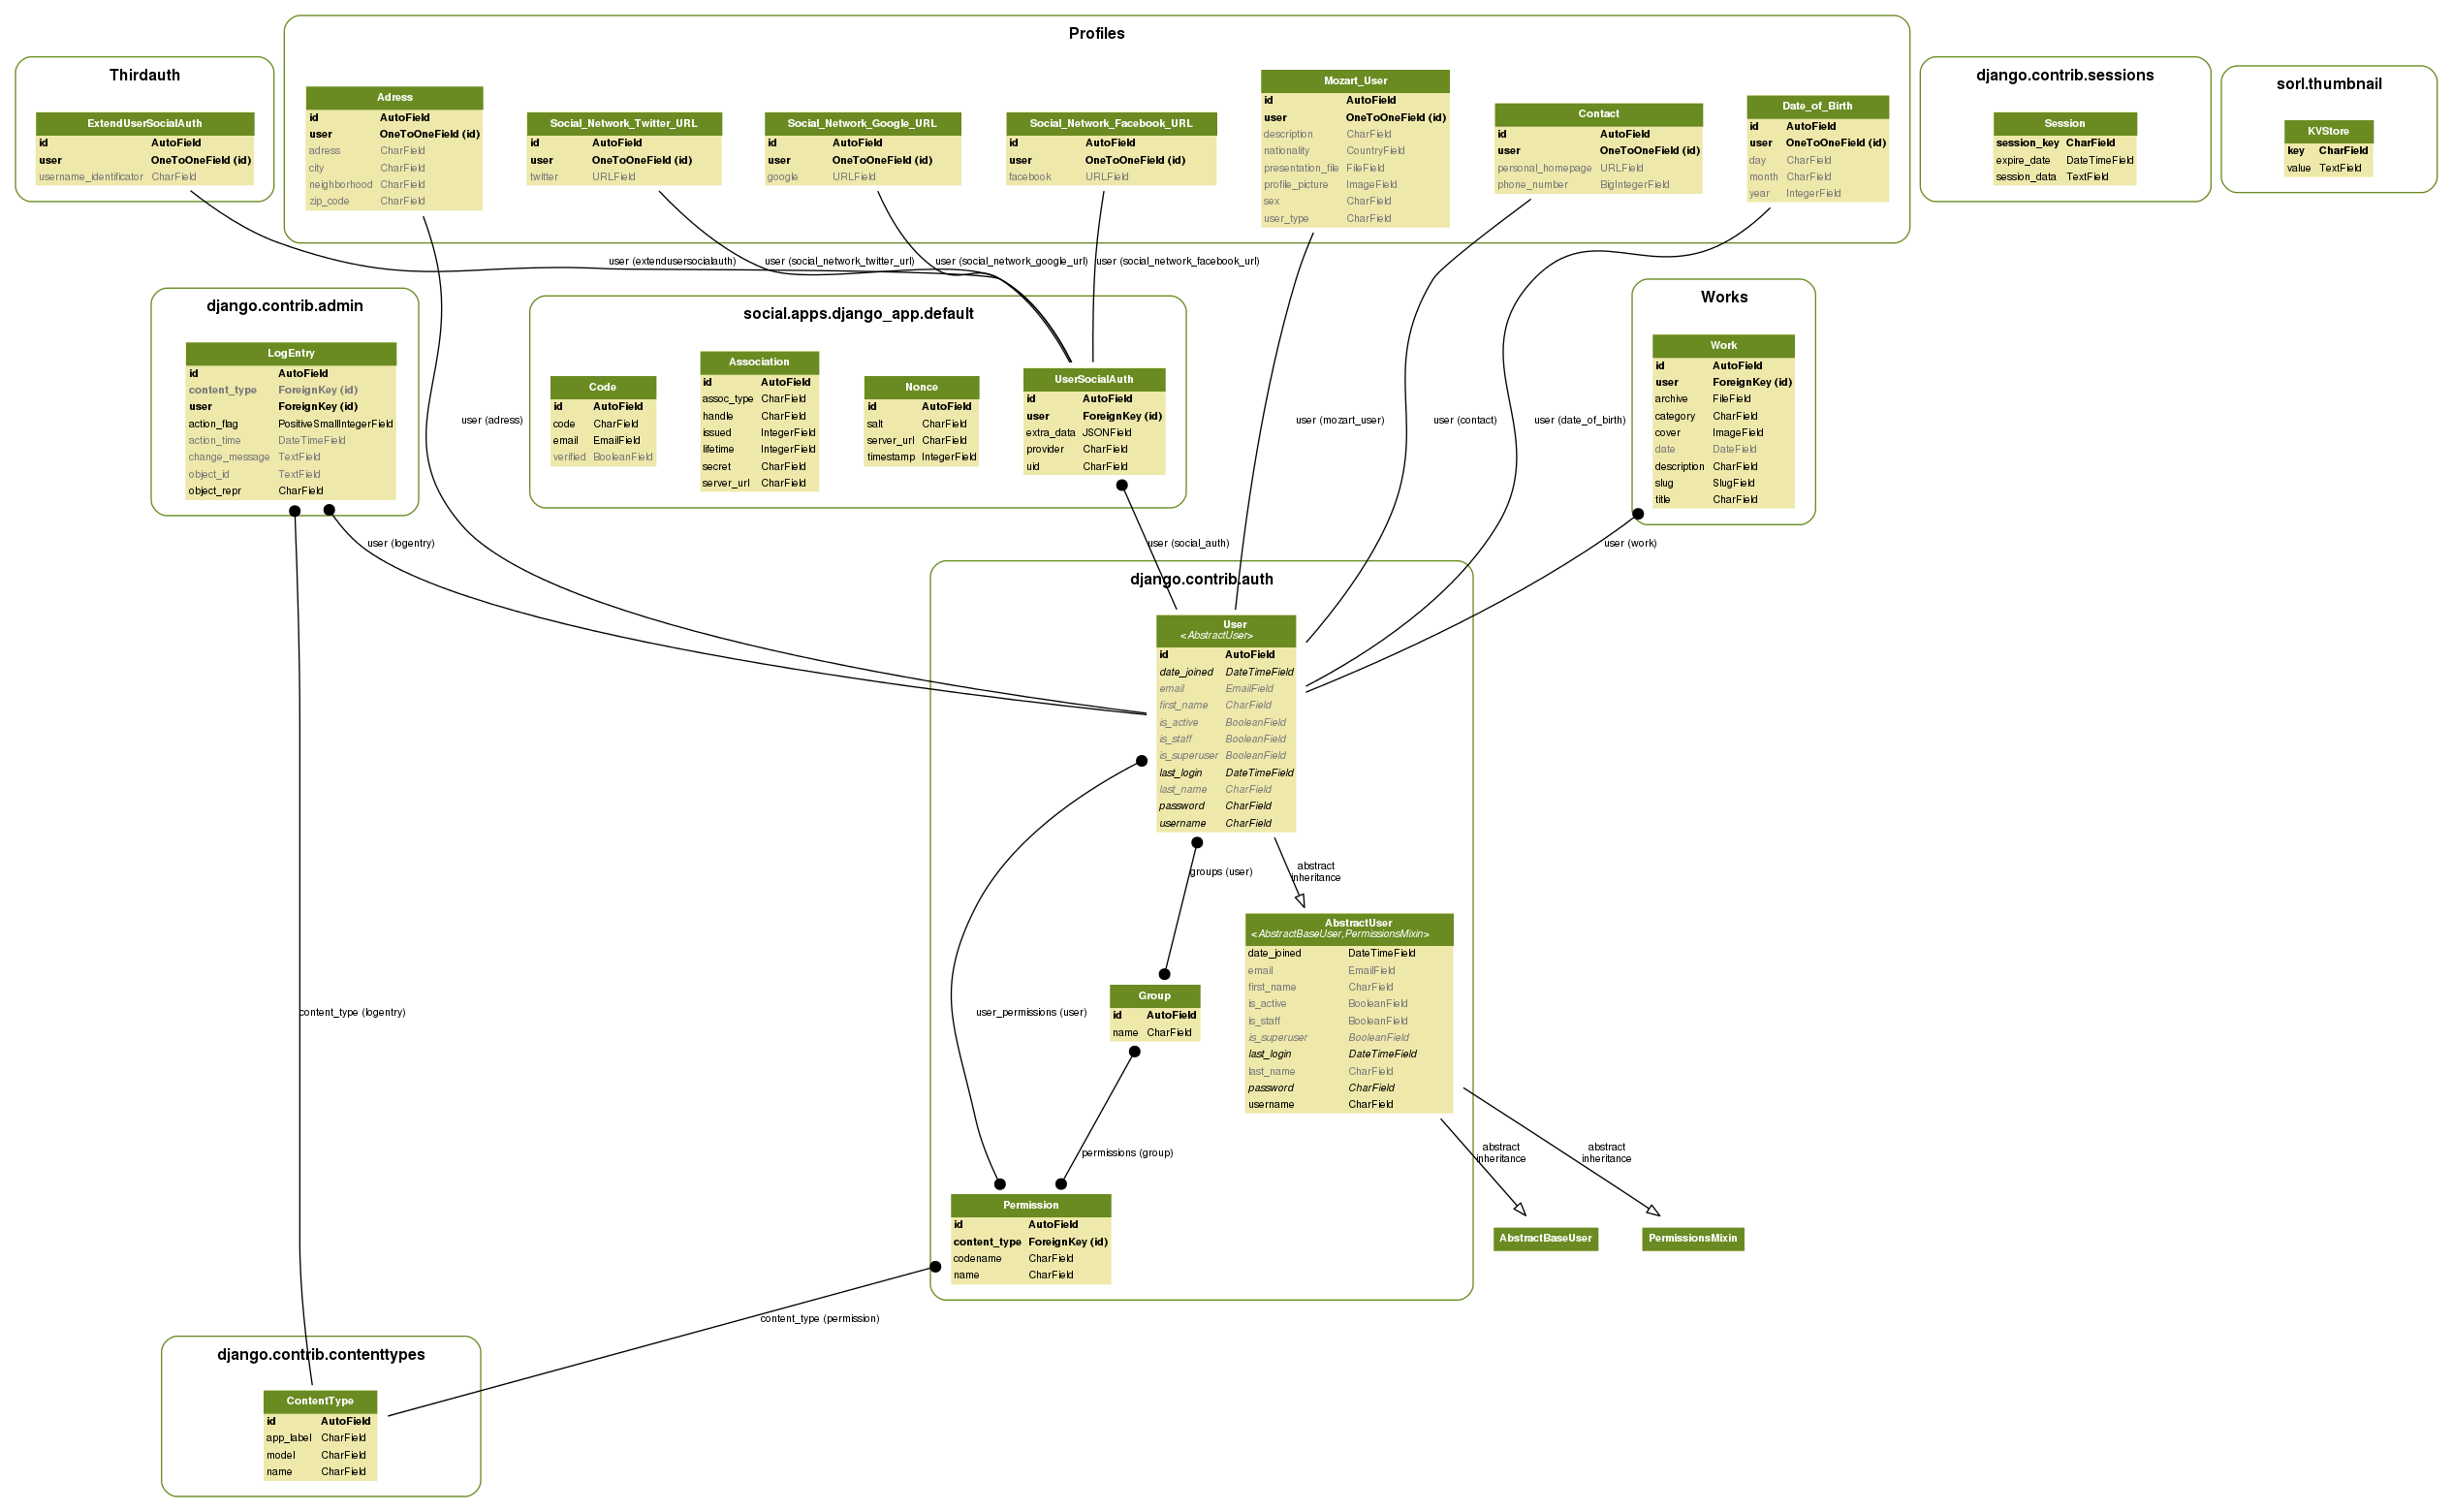 Profiles
Thirdauth
django.contrib.sessions
sorl.thumbnail
ExtendUserSocialAuth
id AutoField
user OneToOneField (id)
username_identificator CharField
Adress
id AutoField
user OneToOneField (id)
adress CharField
city CharField
neighborhood CharField
zip_code CharField
Social_Network_Twitter_URL
id AutoField
user OneToOneField (id)
twitter URLField
Social_Network_Google_URL
id AutoField
user OneToOneField (id)
google URLField
Social_Network_Facebook_URL
id AutoField
user OneToOneField (id)
facebook URLField
Mozart_User
id AutoField
user OneToOneField (id)
description CharField
nationality CountryField
presentation_file FileField
profile_picture ImageField
sex CharField
user_type CharField
Contact
id AutoField
user OneToOneField (id)
personal_homepage URLField
phone_number BigIntegerField
Date_of_Birth
id AutoField
user OneToOneField (id)
day CharField
month CharField
year IntegerField
Session
session_key CharField
expire_date DateTimeField
session_data TextField
KVStore
key CharField
value TextField
user (extendusersocialauth)
user (social_network_twitter_url)
user (social_network_google_url)
user (social_network_facebook_url)
django.contrib.admin
LogEntry
id AutoField
content_type ForeignKey (id)
user ForeignKey (id)
action_flag PositiveSmallIntegerField
action_time DateTimeField
change_message TextField
object_id TextField
object_repr CharField
social.apps.django_app.default
Code
id AutoField
code CharField
email EmailField
verified BooleanField
Association
id AutoField
assoc_type CharField
handle CharField
issued IntegerField
lifetime IntegerField
secret CharField
server_url CharField
Nonce
id AutoField
salt CharField
server_url CharField
timestamp IntegerField
UserSocialAuth
id AutoField
user ForeignKey (id)
extra_data JSONField
provider CharField
uid CharField
Works
Work
id AutoField
user ForeignKey (id)
archive FileField
category CharField
cover ImageField
date DateField
description CharField
slug SlugField
title CharField
user (adress)
user (mozart_user)
user (contact)
user (date_of_birth)
user (logentry)
user (social_auth)
user (work)
django.contrib.auth
User
<AbstractUser>
id AutoField
date_joined DateTimeField
email EmailField
first_name CharField
is_active BooleanField
is_staff BooleanField
is_superuser BooleanField
last_login DateTimeField
last_name CharField
password CharField
username CharField
groups (user)
abstract
inheritance
AbstractUser
<AbstractBaseUser,PermissionsMixin>
date_joined DateTimeField
email EmailField
first_name CharField
is_active BooleanField
is_staff BooleanField
is_superuser BooleanField
last_login DateTimeField
last_name CharField
password CharField
username CharField
content_type (logentry)
user_permissions (user)
Group
id AutoField
name CharField
permissions (group)
abstract
inheritance
abstract
inheritance
Permission
id AutoField
content_type ForeignKey (id)
codename CharField
name CharField
AbstractBaseUser
PermissionsMixin
content_type (permission)
django.contrib.contenttypes
ContentType
id AutoField
app_label CharField
model CharField
name CharField